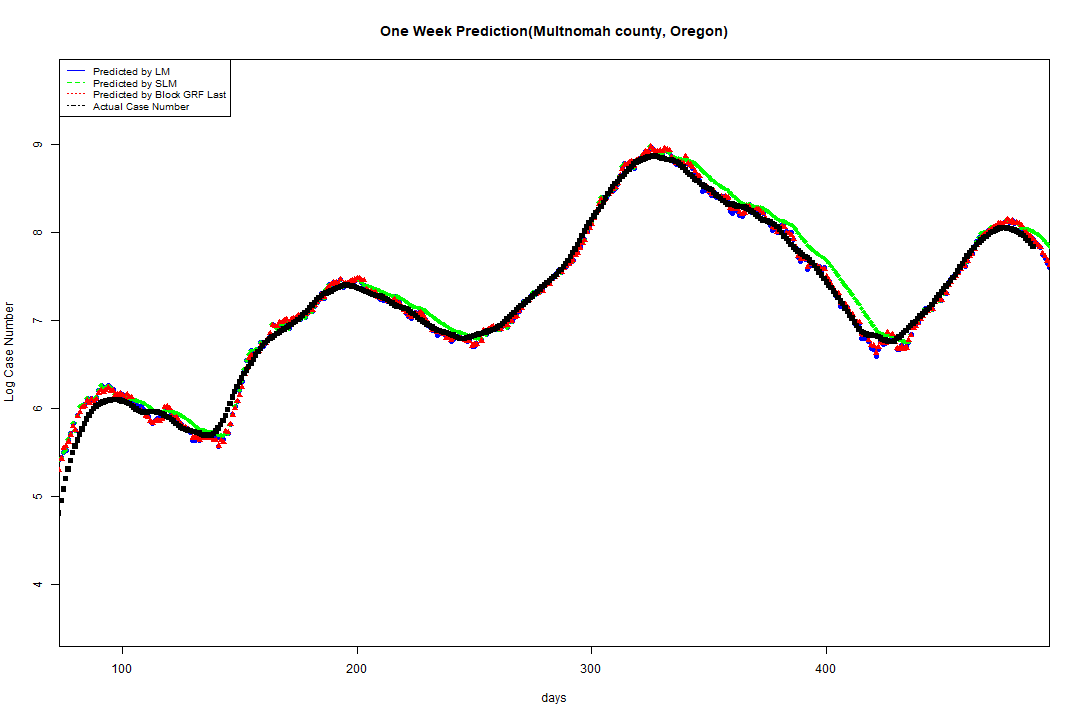 One Week Prediction(Multnomah county, Oregon)
Predicted by LM
Predicted by SLM
Predicted by Block GRF Last
Actual Case Number
Log Case Number
9
8
7
6
5
4
100 200 300 400
days